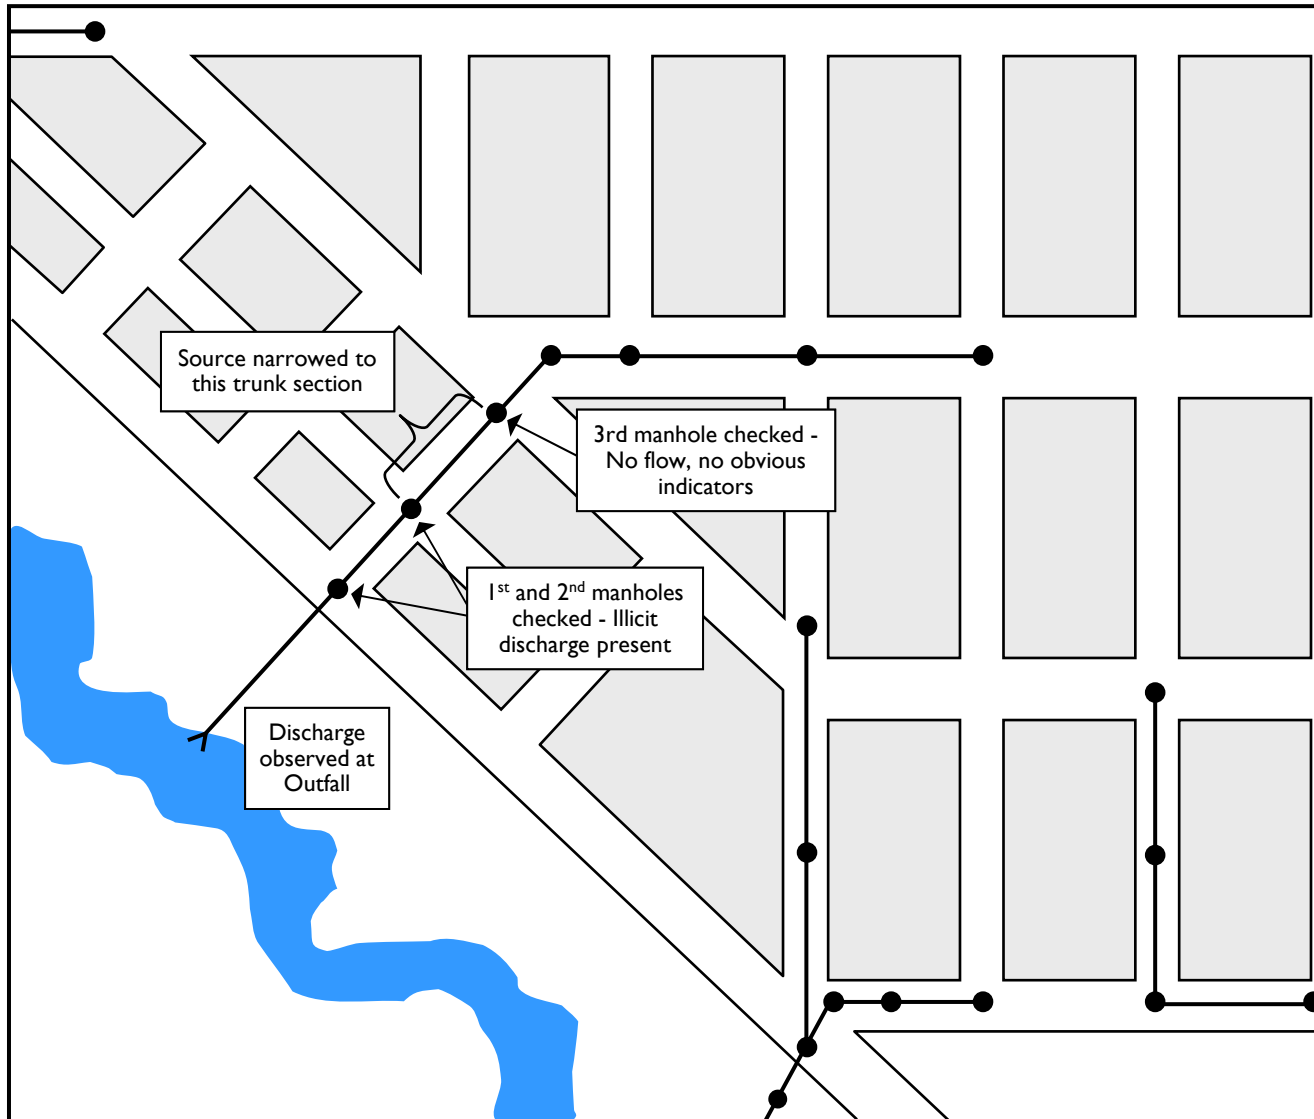 Source narrowed to
this trunk section
3rd manhole checked -
No flow, no obvious
indicators
1st and 2nd manholes
checked - Illicit
discharge present
Discharge
observed at
Outfall